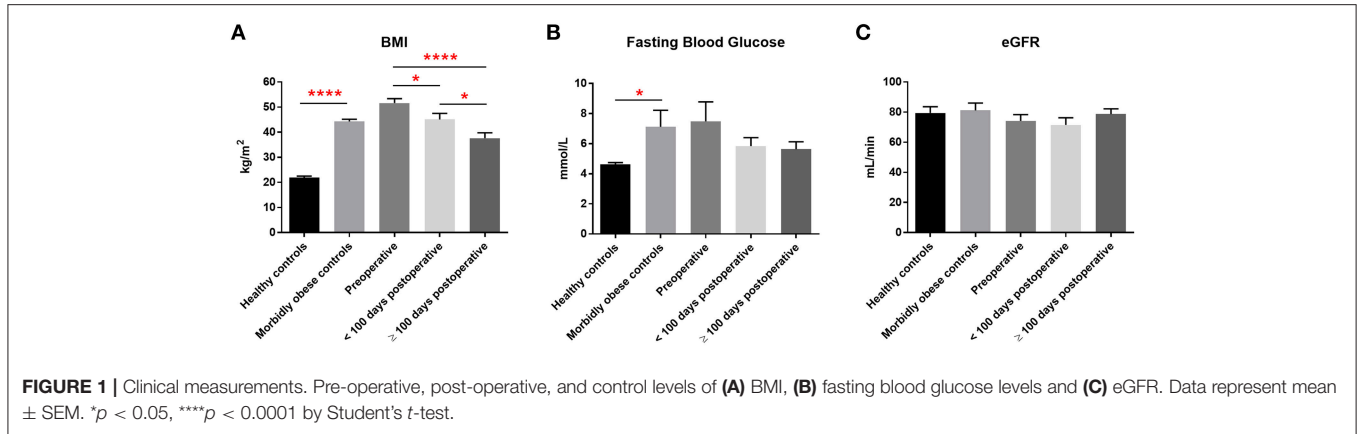 A
BMI
kg/m²
60
50
40
30
20
10
0
****
****
*
*
Healthy controls
Morbidly obese controls
Preoperative
< 100 days postoperative
≥ 100 days postoperative
B
Fasting Blood Glucose
mmol/L
10
8
6
4
2
0
*
Healthy controls
Morbidly obese controls
Preoperative
< 100 days postoperative
≥ 100 days postoperative
C
eGFR
mL/min
100
80
60
40
20
0
Healthy controls
Morbidly obese controls
Preoperative
< 100 days postoperative
≥ 100 days postoperative
FIGURE 1 | Clinical measurements. Pre-operative, post-operative, and control levels of (A) BMI, (B) fasting blood glucose levels and (C) eGFR. Data represent mean
± SEM. *p < 0.05, ****p < 0.0001 by Student's t-test.